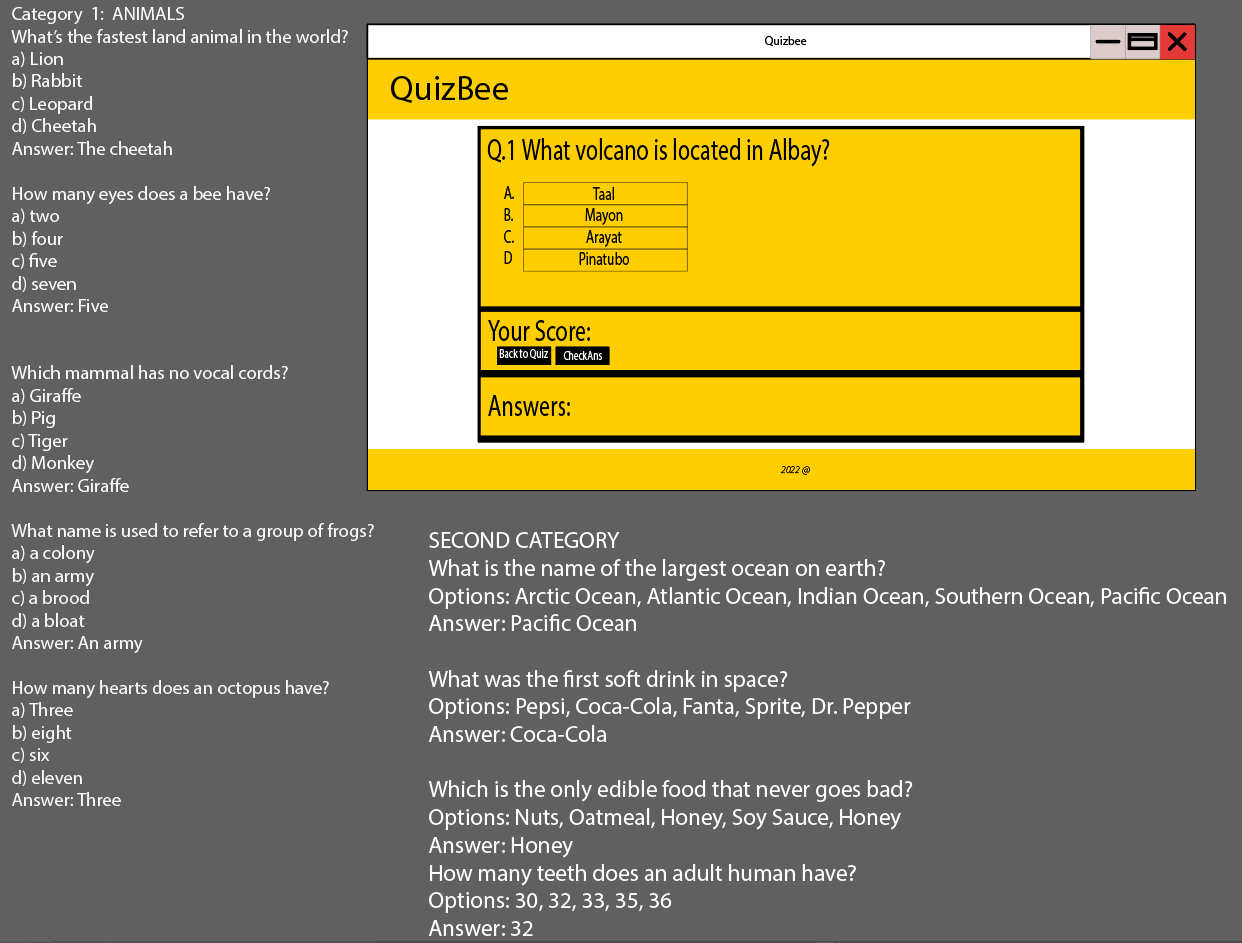 Category 1: ANIMALS
What's the fastest land animal in the world?
a) Lion
b) Rabbit
c) Leopard
d) Cheetah
Answer: The cheetah
How many eyes does a bee have?
a) two
b) four
c) five
d) seven
Answer: Five
Which mammal has no vocal cords?
a) Giraffe
b) Pig
c) Tiger
d) Monkey
Answer: Giraffe
What name is used to refer to a group of frogs?
a) a colony
b) an army
c) a brood
d) a bloat
Answer: An army
How many hearts does an octopus have?
a) Three
b) eight
c) six
d) eleven
Answer: Three
Quizbee
QuizBee
Q.1 What volcano is located in Albay?
A. Taal
B. Mayon
C. Arayat
D Pinatubo
Your Score:
Back to Quiz CheckAns
Answers:
2022 @
SECOND CATEGORY
What is the name of the largest ocean on earth?
Options: Arctic Ocean, Atlantic Ocean, Indian Ocean, Southern Ocean, Pacific Ocean
Answer: Pacific Ocean
What was the first soft drink in space?
Options: Pepsi, Coca-Cola, Fanta, Sprite, Dr. Pepper
Answer: Coca-Cola
Which is the only edible food that never goes bad?
Options: Nuts, Oatmeal, Honey, Soy Sauce, Honey
Answer: Honey
How many teeth does an adult human have?
Options: 30, 32, 33, 35, 36
Answer: 32